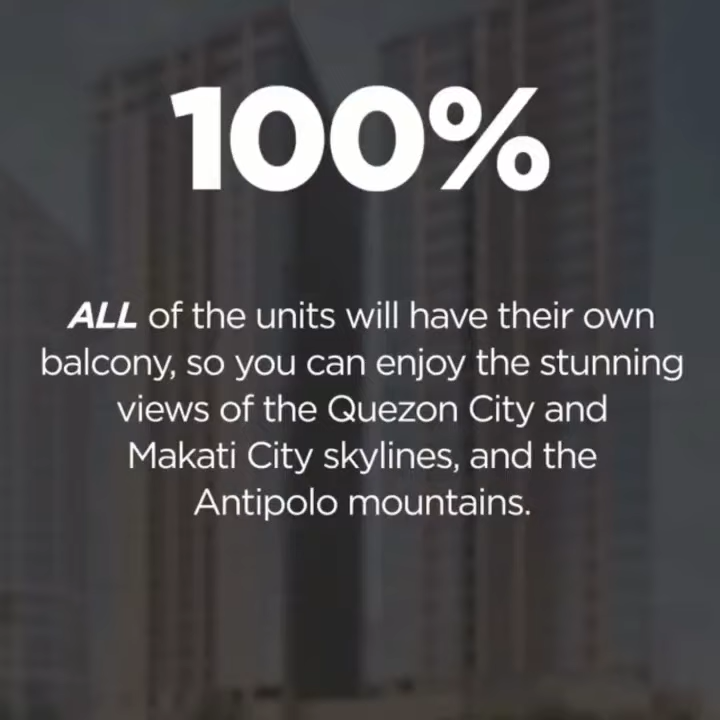 100%
ALL of the units will have their own
balcony, so you can enjoy the stunning
views of the Quezon City and
Makati City skylines, and the
Antipolo mountains.